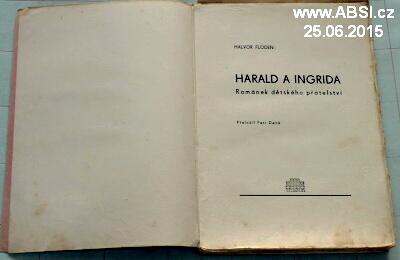 www.ABSI.cz
25.06.2015
HALVOR FLODEN:
HARALD A INGRIDA
Románek dětského přátelství
Přeložil Petr Denk